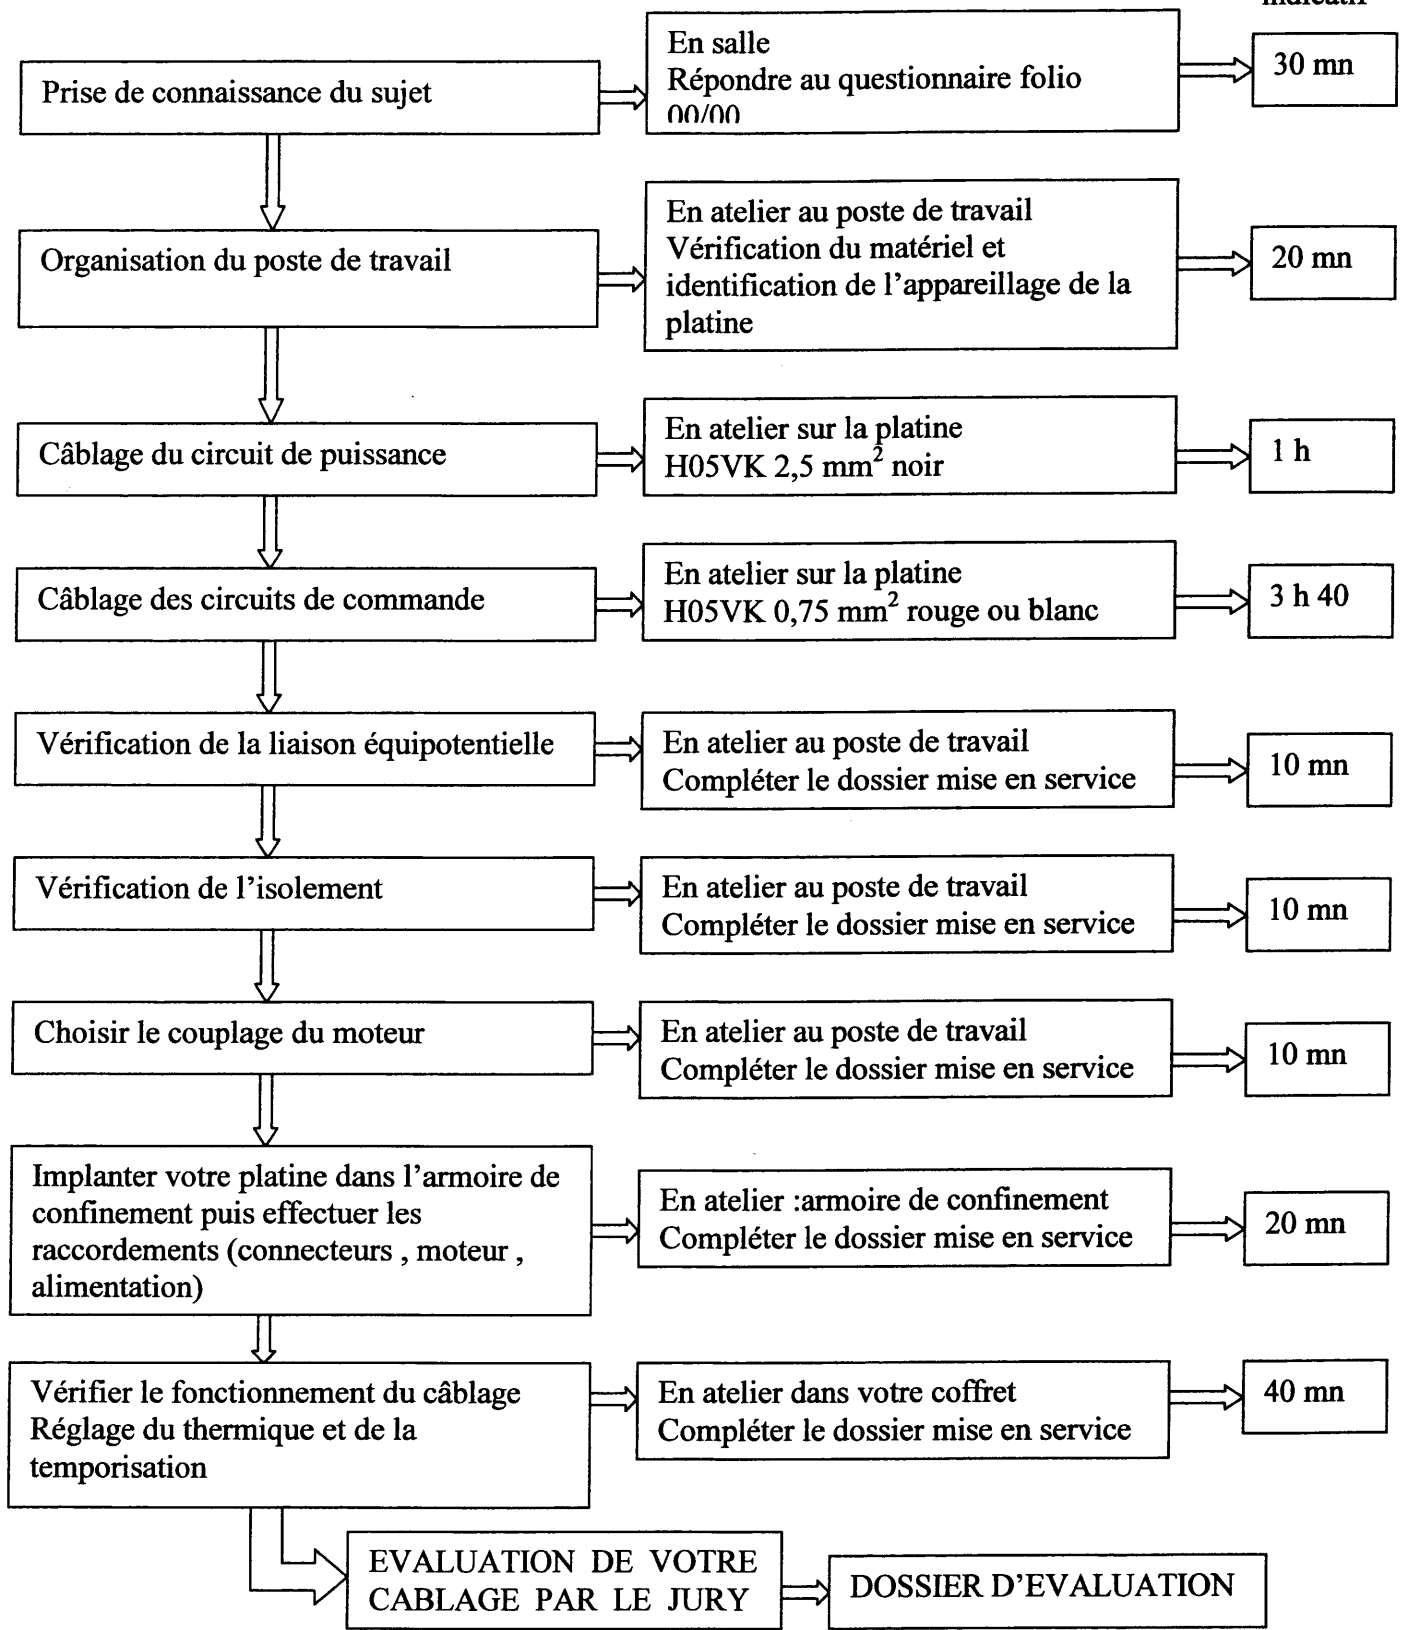 indicatif
Prise de connaissance du sujet
En salle
Répondre au questionnaire folio
00/00
30 mn
Organisation du poste de travail
En atelier au poste de travail
Vérification du matériel et
identification de l'appareillage de la
platine
20 mn
Câblage du circuit de puissance
En atelier sur la platine
H05VK 2,5 mm² noir
1 h
Câblage des circuits de commande
En atelier sur la platine
H05VK 0,75 mm² rouge ou blanc
3 h 40
Vérification de la liaison équipotentielle
En atelier au poste de travail
Compléter le dossier mise en service
10 mn
Vérification de l'isolement
En atelier au poste de travail
Compléter le dossier mise en service
10 mn
Choisir le couplage du moteur
En atelier au poste de travail
Compléter le dossier mise en service
10 mn
Implanter votre platine dans l'armoire de
confinement puis effectuer les
raccordements (connecteurs , moteur ,
alimentation)
En atelier :armoire de confinement
Compléter le dossier mise en service
20 mn
Vérifier le fonctionnement du câblage
Réglage du thermique et de la
temporisation
En atelier dans votre coffret
Compléter le dossier mise en service
40 mn
EVALUATION DE VOTRE
CABLAGE PAR LE JURY
DOSSIER D'EVALUATION